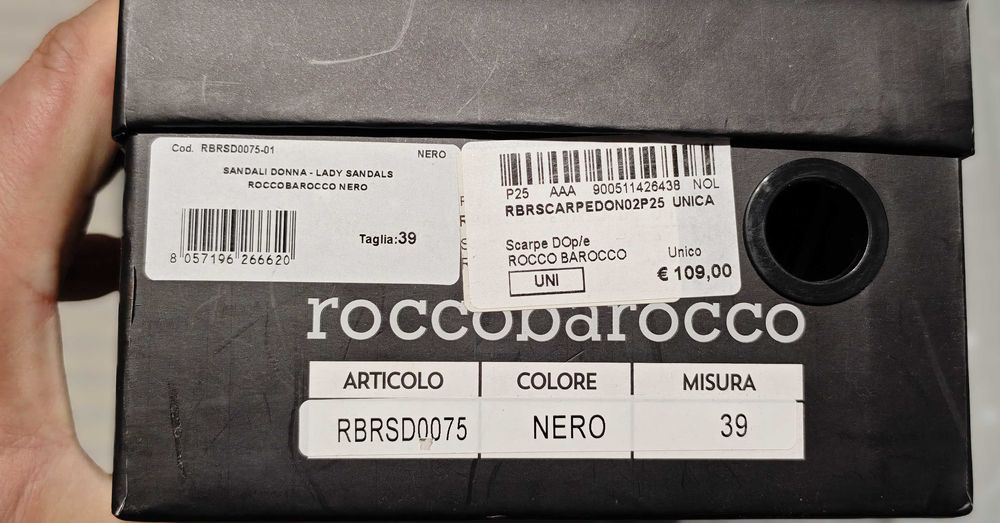 Cod. RBRSD0075-01
NERO
SANDALI DONNA - LADY SANDALS
ROCCOBAROCCO NERO
Taglia:39
8 057196 266620
P25 AAA 900511426438 NOL
RBRSCARPEDON02P25 UNICA
Scarpe DOp/e
ROCCO BAROCCO
Unico
UNI
€ 109,00
roccobarocco
ARTICOLO COLORE MISURA
RBRSD0075 NERO 39